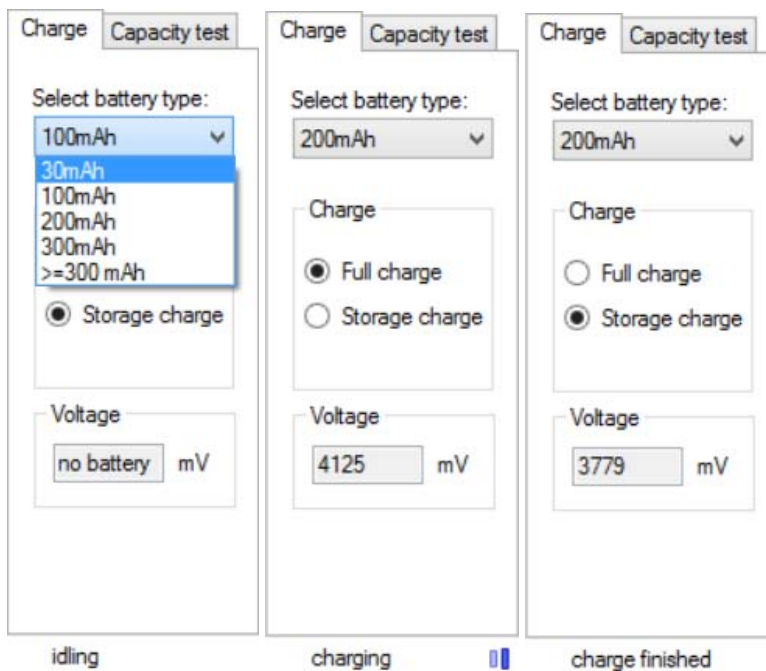 Charge Capacity test
Select battery type:
100mAh
30mAh
100mAh
200mAh
300mAh
>=300 mAh
Storage charge
Voltage
no battery mV
idling
Charge Capacity test
Select battery type:
200mAh
Charge
Full charge
Storage charge
Voltage
4125 mV
charging
Charge Capacity test
Select battery type:
200mAh
Charge
Full charge
Storage charge
Voltage
3779 mV
charge finished